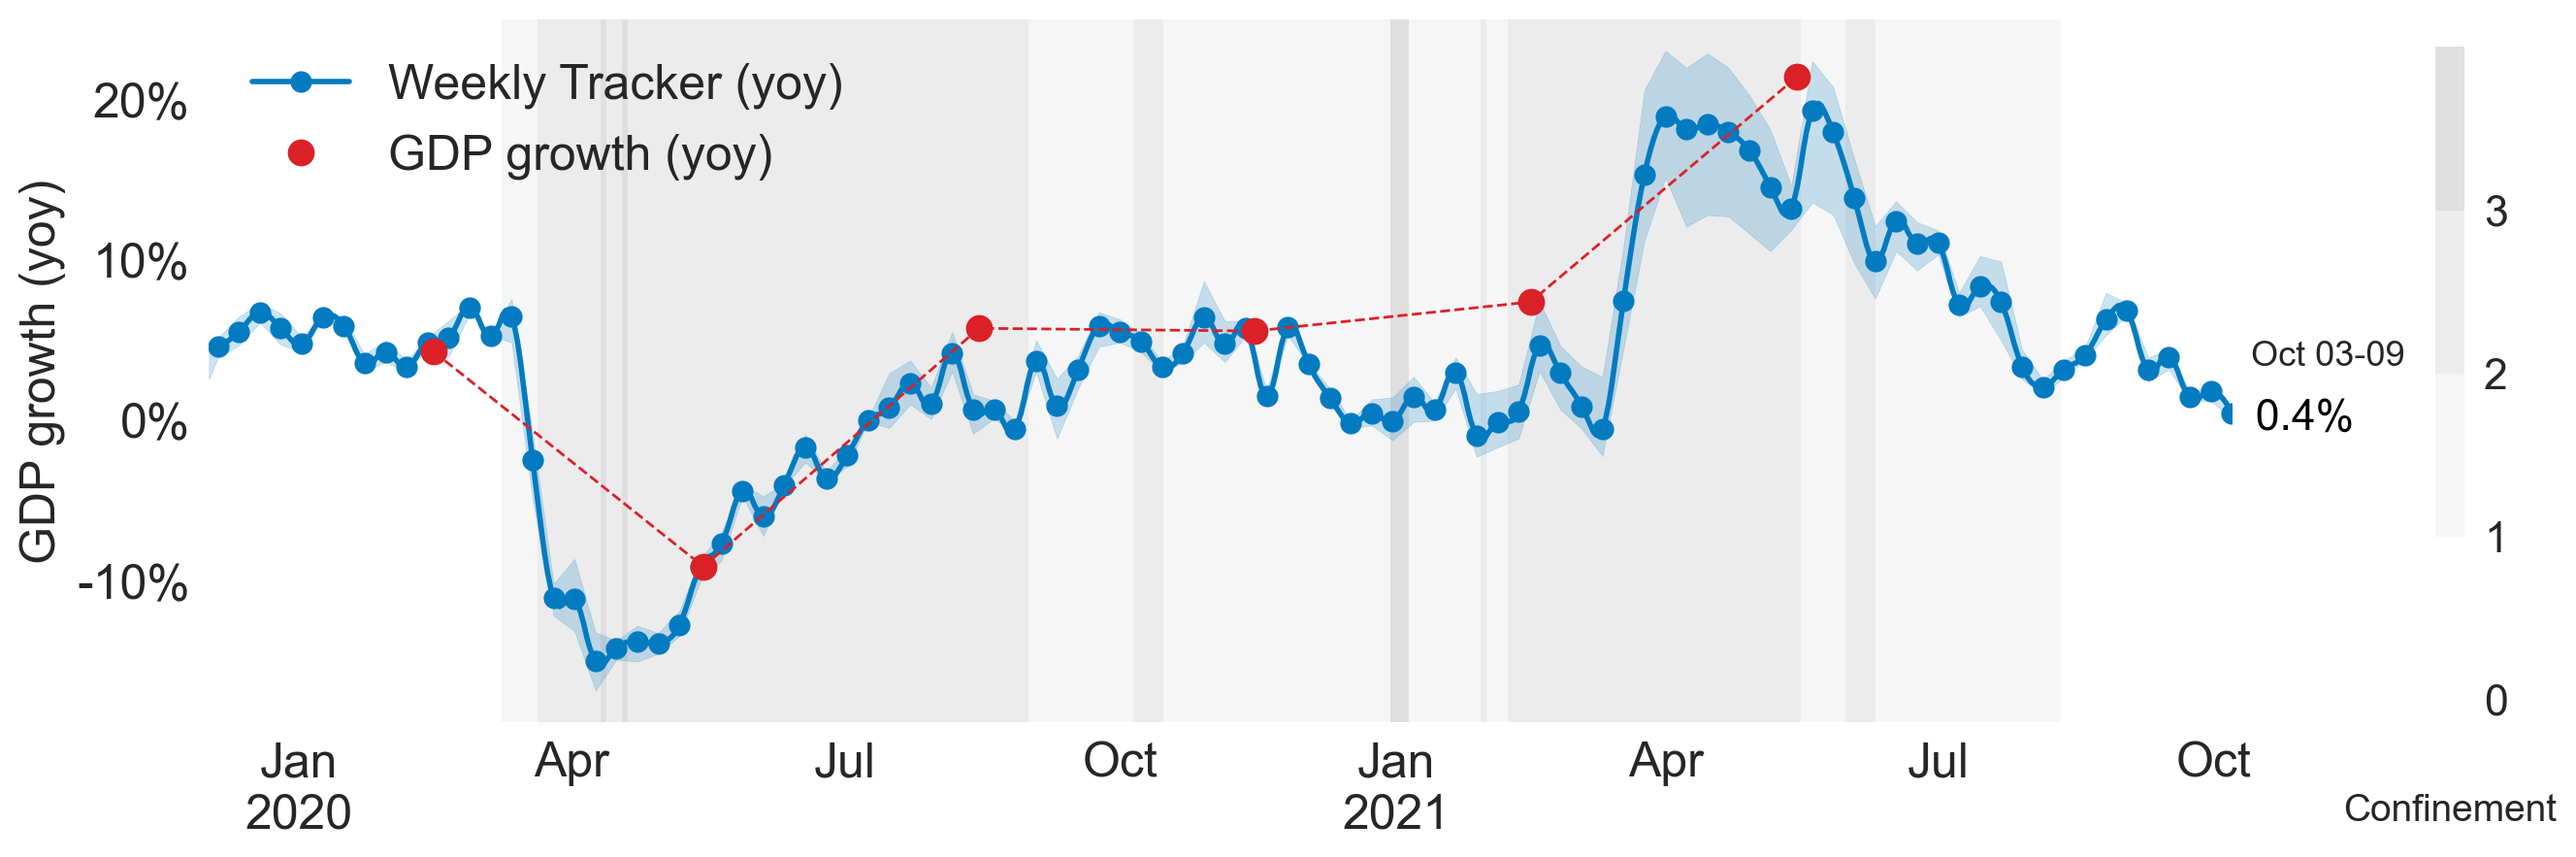 Weekly Tracker (yoy)
GDP growth (yoy)
GDP growth (yoy)
20%
10%
0%
-10%
Jan
2020
Apr
Jul
Oct
Jan
2021
Apr
Jul
Oct
Oct 03-09
0.4%
3
2
1
0
Confinement